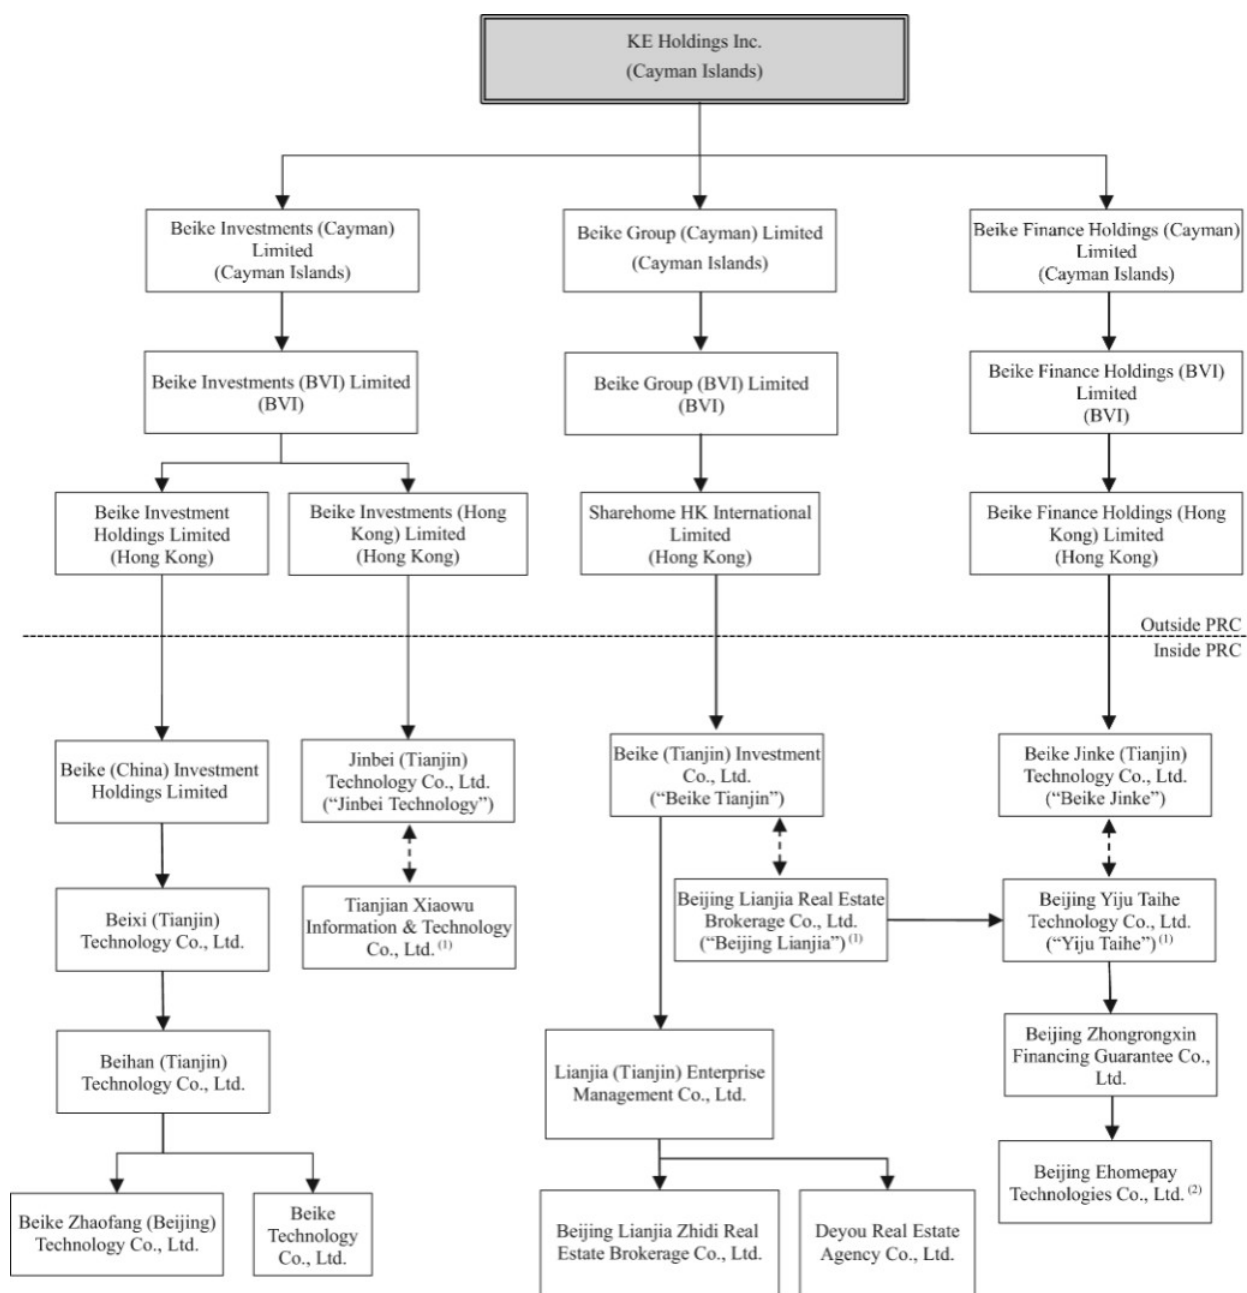 KE Holdings Inc.
(Cayman Islands)
Beike Investments (Cayman)
Limited
(Cayman Islands)
Beike Group (Cayman) Limited
(Cayman Islands)
Beike Finance Holdings (Cayman)
Limited
(Cayman Islands)
Beike Investments (BVI) Limited
(BVI)
Beike Group (BVI) Limited
(BVI)
Beike Finance Holdings (BVI)
Limited
(BVI)
Beike Investment
Holdings Limited
(Hong Kong)
Beike Investments (Hong
Kong) Limited
(Hong Kong)
Sharehome HK International
Limited
(Hong Kong)
Beike Finance Holdings (Hong
Kong) Limited
(Hong Kong)
Outside PRC
Inside PRC
Beike (China) Investment
Holdings Limited
Jinbei (Tianjin)
Technology Co., Ltd.
(“Jinbei Technology”)
Beike (Tianjin) Investment
Co., Ltd.
(“Beike Tianjin”)
Beike Jinke (Tianjin)
Technology Co., Ltd.
(“Beike Jinke”)
Beixi (Tianjin)
Technology Co., Ltd.
Tianjian Xiaowu
Information & Technology
Co., Ltd. (1)
Beijing Lianjia Real Estate
Brokerage Co., Ltd.
(“Beijing Lianjia”) (1)
Beijing Yiju Taihe
Technology Co., Ltd.
(“Yiju Taihe”) (1)
Beihan (Tianjin)
Technology Co., Ltd.
Lianjia (Tianjin) Enterprise
Management Co., Ltd.
Beijing Zhongrongxin
Financing Guarantee Co.,
Ltd.
Beike Zhaofang (Beijing)
Technology Co., Ltd.
Beike
Technology
Co., Ltd.
Beijing Lianjia Zhidi Real
Estate Brokerage Co., Ltd.
Deyou Real Estate
Agency Co., Ltd.
Beijing Ehomepay
Technologies Co., Ltd. (2)